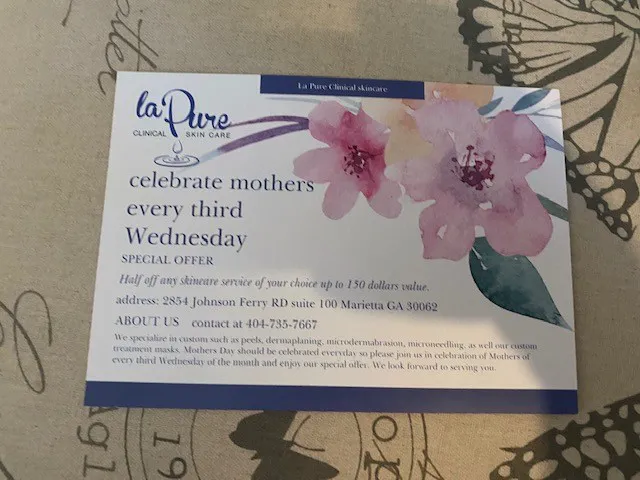 La Pure Clinical skincare
la Pure
CLINICAL SKIN CARE
celebrate mothers
every third
Wednesday
SPECIAL OFFER
Half off any skincare service of your choice up to 150 dollars value.
address: 2854 Johnson Ferry RD suite 100 Marietta GA 30062
ABOUT US contact at 404-735-7667
We specialize in custom such as peels, dermaplaning, microdermabrasion, microneedling, as well our custom
treatment masks. Mothers Day should be celebrated everyday so please join us in celebration of Mothers of
every third Wednesday of the month and enjoy our special offer. We look forward to serving you.
19